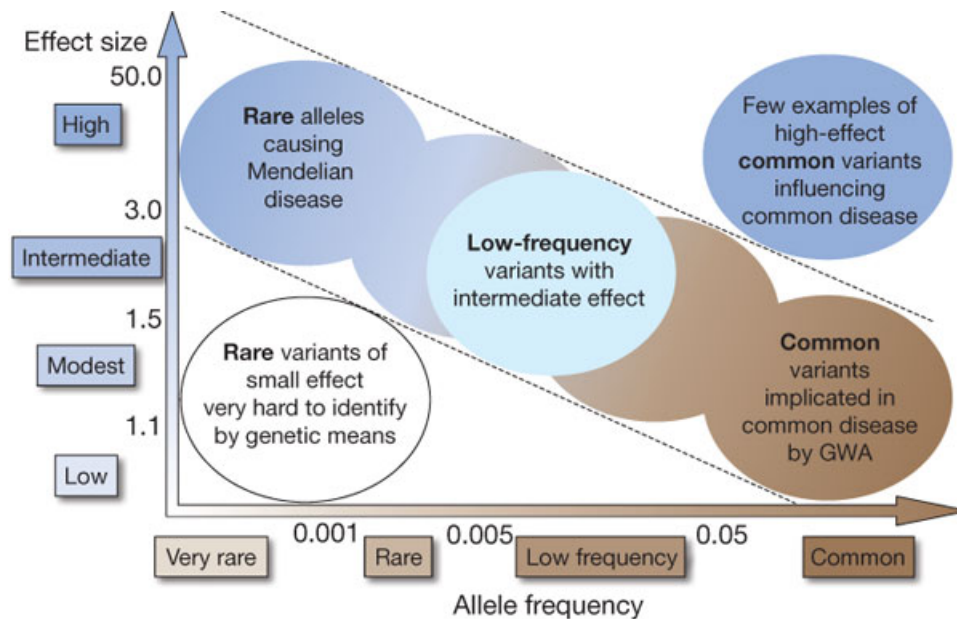 Effect size
50.0
High
3.0
Intermediate
1.5
Modest
1.1
Low
Rare alleles
causing
Mendelian
disease
Few examples of
high-effect
common variants
influencing
common disease
Low-frequency
variants with
intermediate effect
Rare variants of
small effect
very hard to identify
by genetic means
Common
variants
implicated in
common disease
by GWA
0.001
0.005
0.05
Very rare
Rare
Low frequency
Common
Allele frequency